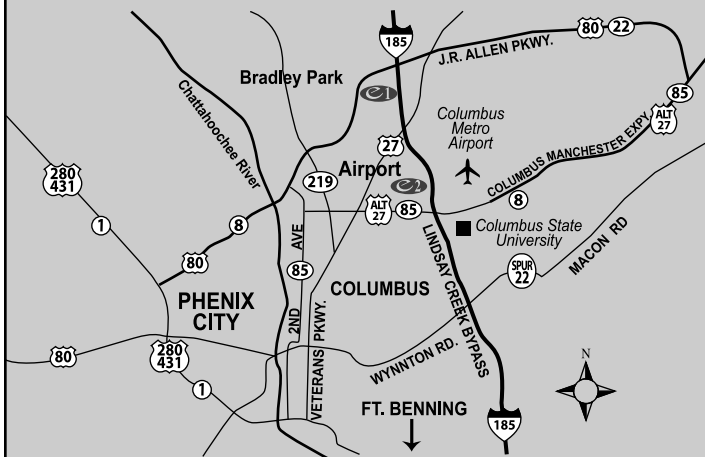 185
80
22
J.R. ALLEN PKWY.
Bradley Park
Chattahoochee River
e1
85
ALT
27
Columbus
Metro
Airport
27
COLUMBUS MANCHESTER EXPY.
280
431
Airport
219
e2
8
1
8
ALT
27
85
Columbus State
University
MACON RD
80
AVE
85
2ND
SPUR
22
LINDSAY CREEK BYPASS
PHENIX
CITY
COLUMBUS
80
280
431
VETERANS PKWY.
WYNNTON RD.
N
1
FT. BENNING
185